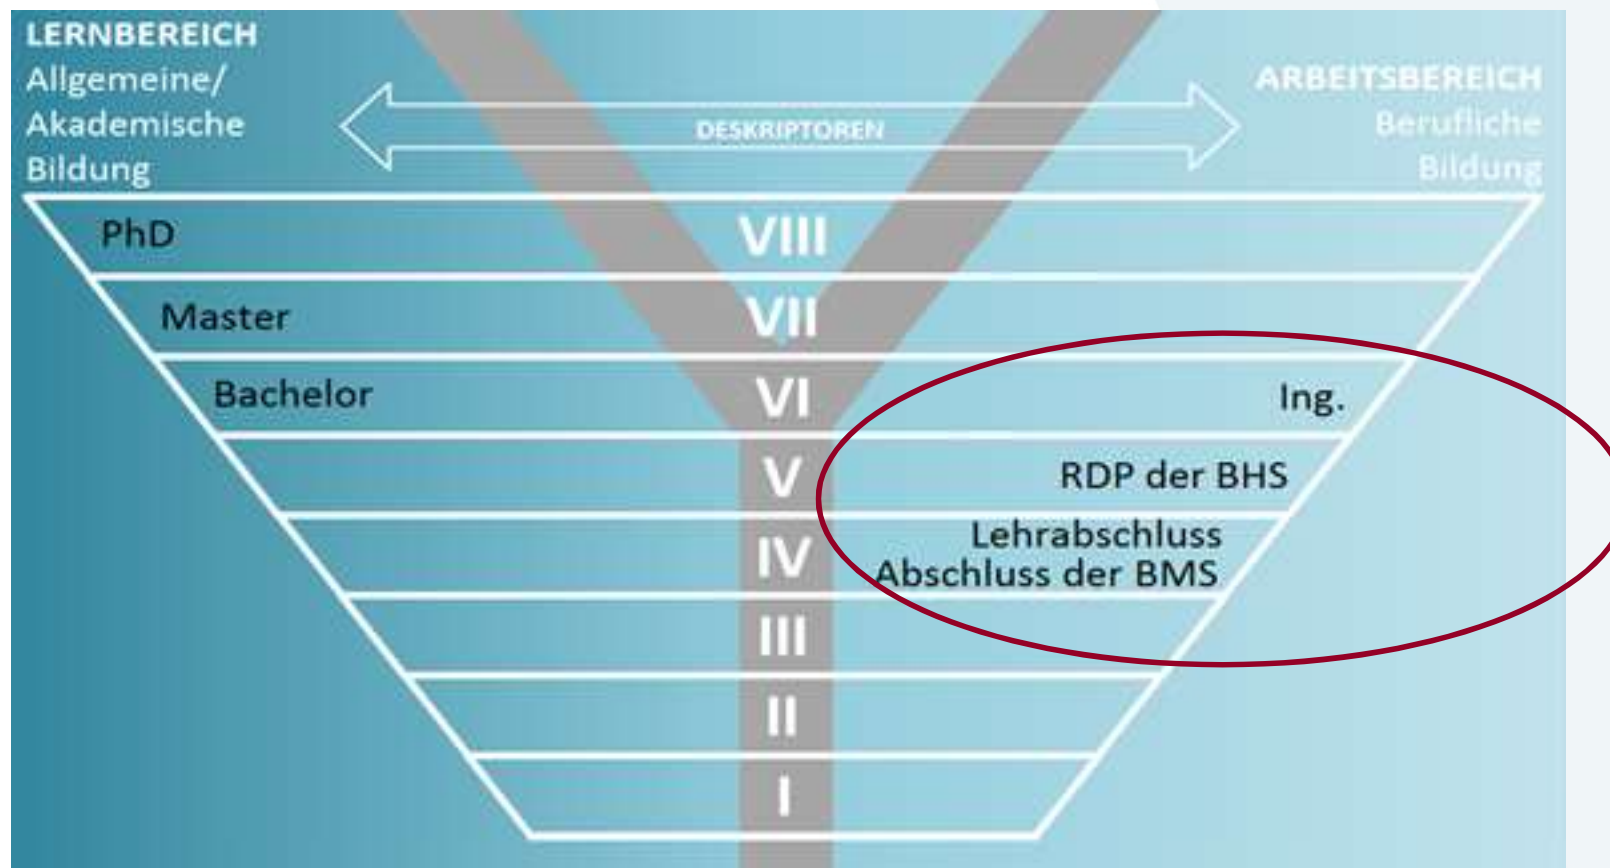 LERNBEREICH
Allgemeine/
Akademische
Bildung
DESKRIPTOREN
ARBEITSBEREICH
Berufliche
Bildung
PhD
VIII
Master
VII
Bachelor
VI
Ing.
V
RDP der BHS
IV
Lehrabschluss
Abschluss der BMS
III
II
I